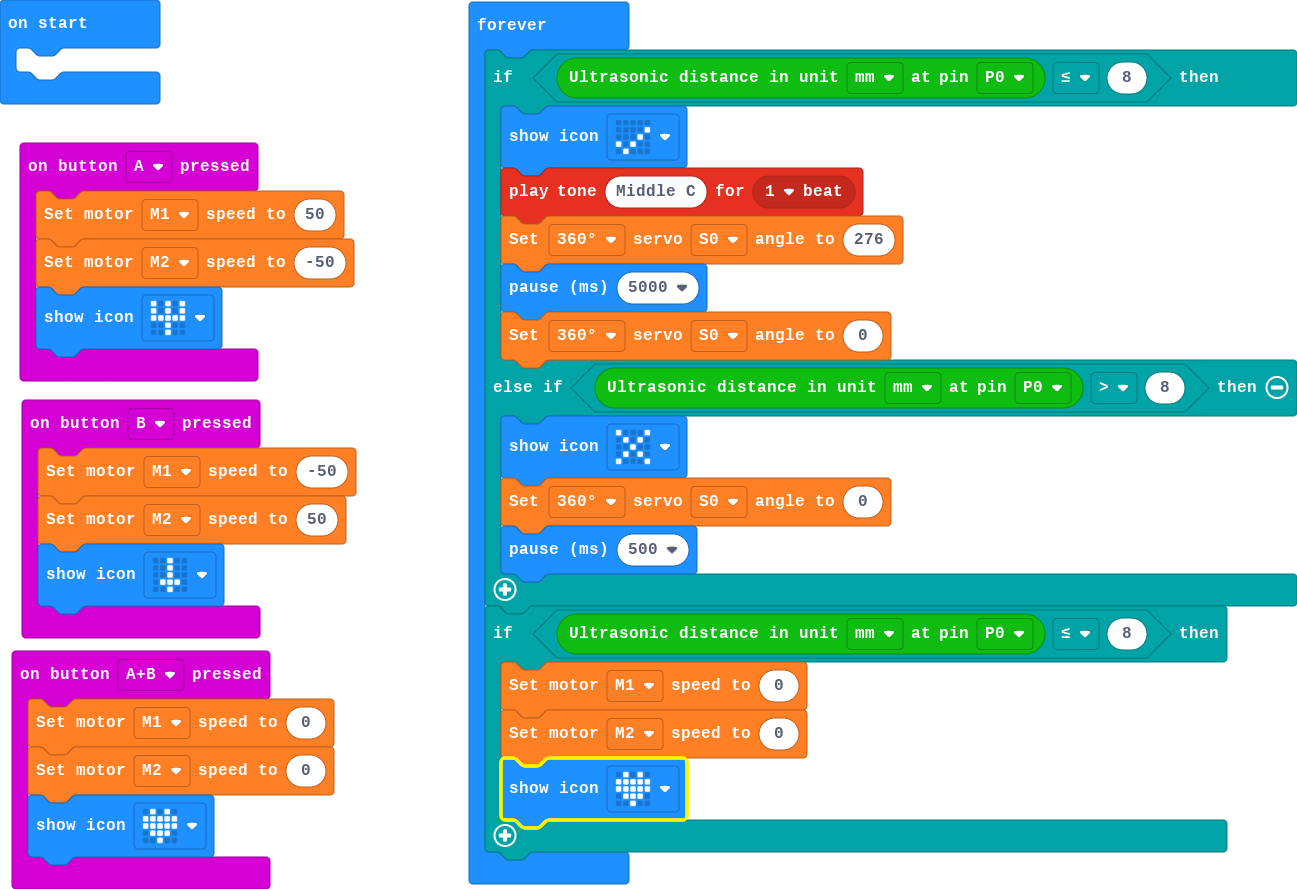 on start
on button A pressed
Set motor M1 speed to 50
Set motor M2 speed to -50
show icon
on button B pressed
Set motor M1 speed to -50
Set motor M2 speed to 50
show icon
on button A+B pressed
Set motor M1 speed to 0
Set motor M2 speed to 0
show icon
forever
if Ultrasonic distance in unit mm at pin P0 ≤ 8 then
show icon
play tone Middle C for 1 beat
Set 360° servo S0 angle to 276
pause (ms) 5000
Set 360° servo S0 angle to 0
else if Ultrasonic distance in unit mm at pin P0 > 8 then
show icon
Set 360° servo S0 angle to 0
pause (ms) 500
if Ultrasonic distance in unit mm at pin P0 ≤ 8 then
Set motor M1 speed to 0
Set motor M2 speed to 0
show icon